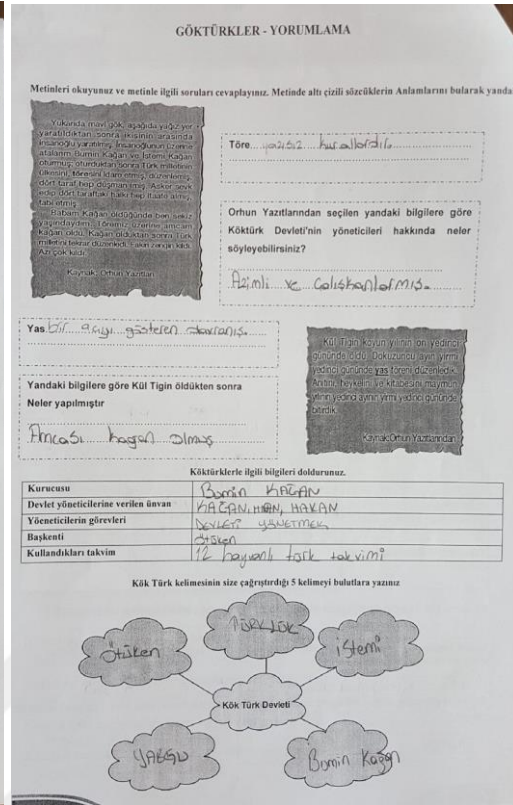 GÖKTÜRKLER - YORUMLAMA
Metinleri okuyunuz ve metinle ilgili soruları cevaplayınız. Metinde altı çizili sözcüklerin Anlamlarını bularak yanda
Yukarıda mavi gök, aşağıda yağız yer
yaratıldıktan sonra ikisinin arasında
insanoğlu yaratılmış. İnsanoğlunun üzerine
atalarım Bumin Kağan ve İstemi Kağan
oturmuş; oturduktan sonra Türk milletinin
ülkesini, töresini idare etmiş, düzenlemiş,
dört taraf hep düşman imiş. Asker sevk
edip dört taraftaki halkı hep itaate almış,
tabi etmiş.
Babam Kağan öldüğünde ben sekiz
yaşındaydım. Töremiz üzerine amcam
kağan oldu. Kağan olduktan sonra Türk
milletini tekrar düzenledi. Fakiri zengin kıldı.
Azı çok kıldı.
Kaynak: Orhun Yazıtları
Töre yazısız kurallardır.
Orhun Yazıtlarından seçilen yandaki bilgilere göre
Köktürk Devleti'nin yöneticileri hakkında neler
söyleyebilirsiniz?
Azimli ve çalışkanlarmış.
Yas bir acıyı gösteren davranış.
Kül Tigin koyun yılının on yedinci
gününde öldü. Dokuzuncu ayın yirmi
yedinci gününde yas töreni düzenledik.
Anıtını, heykelini ve kitabesini maymun
yılının yedinci ayının yirmi yedinci gününde
bitirdik.
Kaynak: Orhun Yazıtlarından
Yandaki bilgilere göre Kül Tigin öldükten sonra
Neler yapılmıştır
Amcası kağan olmuş
Köktürklerle ilgili bilgileri doldurunuz.
Kurucusu Bumin KAĞAN
Devlet yöneticilerine verilen ünvan KAĞAN, HAN, HAKAN
Yöeneticilerin görevleri DEVLETİ YÖNETMEK
Başkenti ötüken
Kullandıkları takvim 12 hayvanlı türk takvimi
Kök Türk kelimesinin size çağrıştırdığı 5 kelimeyi bulutlara yazınız
TÜRKLÜK
Ötüken
istemi
Kök Türk Devleti
YABGU
Bumin Kağan